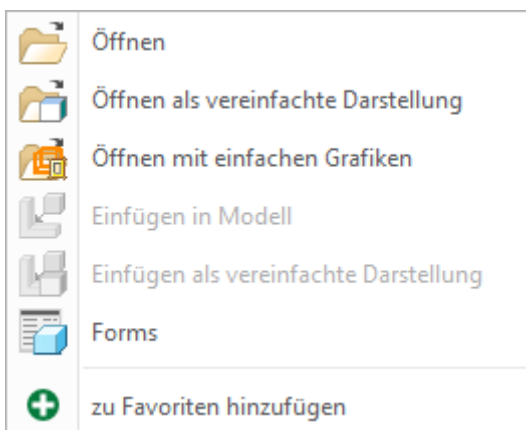 Öffnen
Öffnen als vereinfachte Darstellung
Öffnen mit einfachen Grafiken
Einfügen in Modell
Einfügen als vereinfachte Darstellung
Forms
zu Favoriten hinzufügen